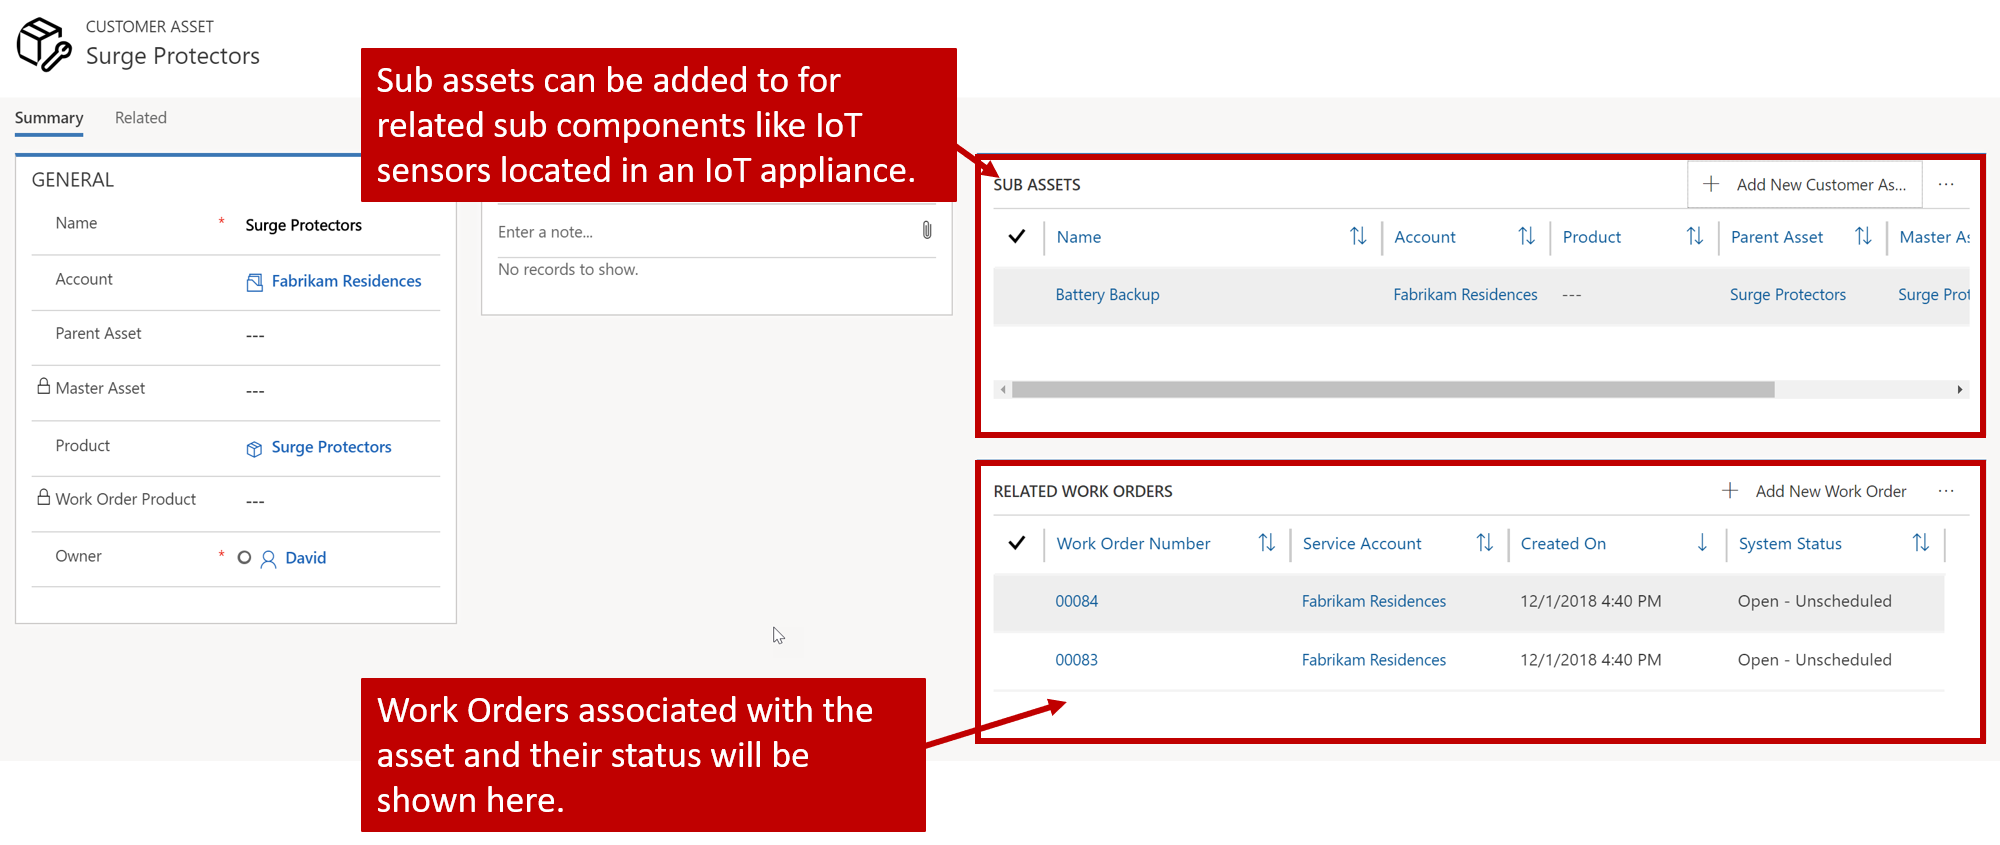 CUSTOMER ASSET
Surge Protectors
Sub assets can be added to for
related sub components like IoT
sensors located in an IoT appliance.
Summary Related
GENERAL
Name * Surge Protectors
Account Fabrikam Residences
Parent Asset ---
Master Asset ---
Product Surge Protectors
Work Order Product ---
Owner * David
Enter a note...
No records to show.
SUB ASSETS + Add New Customer As... ...
Name Account Product Parent Asset Master As
Battery Backup Fabrikam Residences --- Surge Protectors Surge Prot
RELATED WORK ORDERS + Add New Work Order ...
Work Order Number Service Account Created On System Status
00084 Fabrikam Residences 12/1/2018 4:40 PM Open - Unscheduled
00083 Fabrikam Residences 12/1/2018 4:40 PM Open - Unscheduled
Work Orders associated with the
asset and their status will be
shown here.